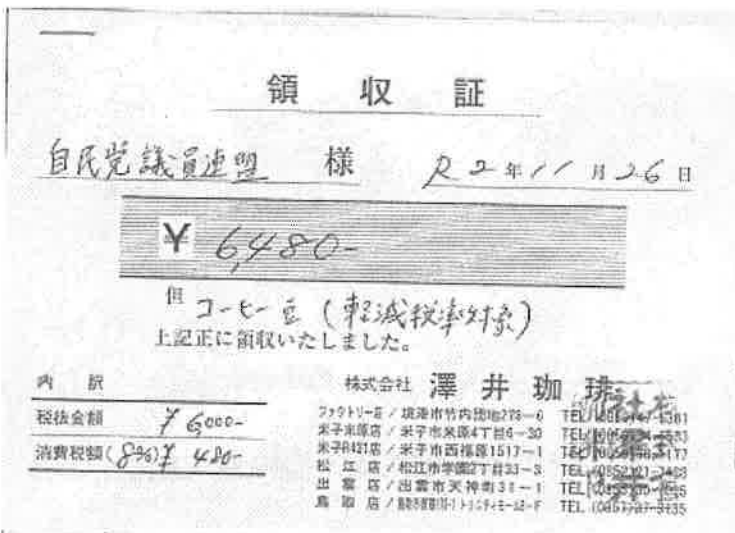 領 収 証
自民党議員連盟 様 R2年11月26日
¥ 6,480-
但 コーヒー豆 (軽減税率対象)
上記正に領収いたしました。
内 訳
税抜金額 ¥6,000-
消費税額(8%)¥ 480-
株式会社 澤 井 珈 琲
ファクトリー店/境港市竹内団地278-6 TEL
米子米原店/米子市米原4丁目6-30 TEL
米子R431店/米子市西福原1517-1 TEL
松 江 店/松江市学園2丁目33-3 TEL
出 雲 店/出雲市天神町31-1 TEL
鳥 取 店/ TEL